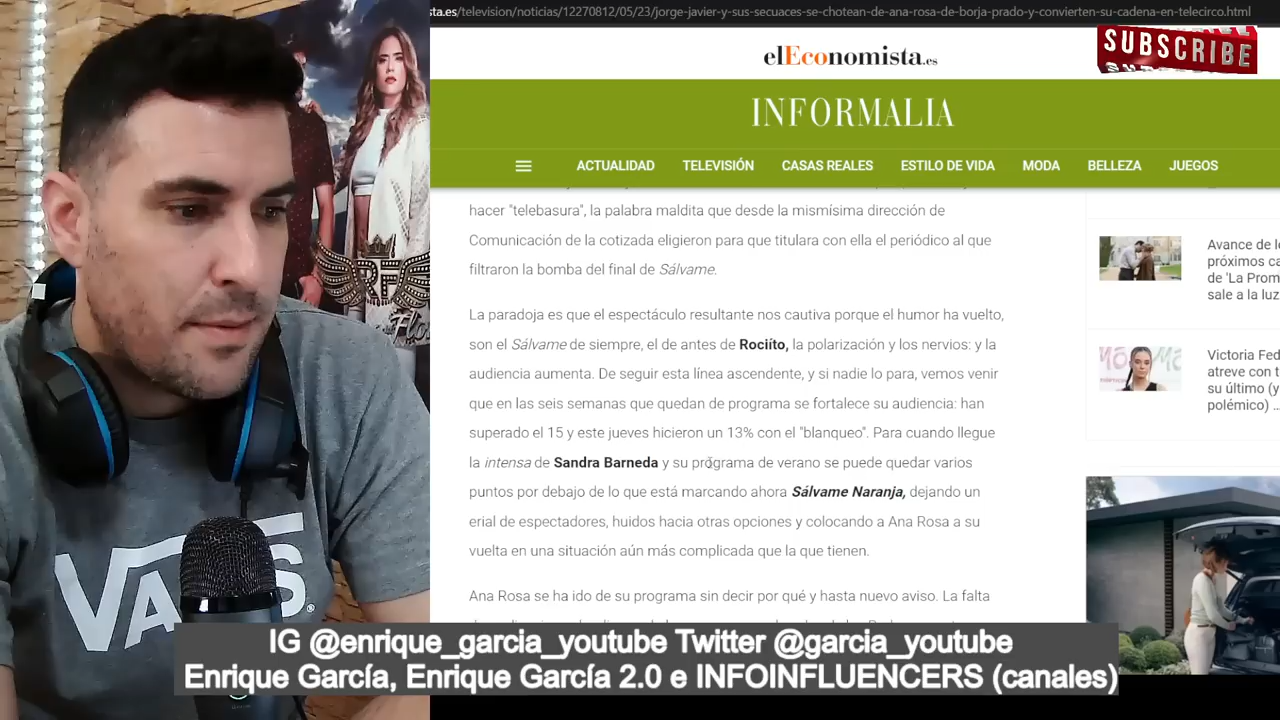 sta.es/television/noticias/12270812/05/23/jorge-javier-y-sus-secuaces-se-chotean-de-ana-rosa-de-borja-prado-y-convierten-su-cadena-en-telecirco.html
elEconomista.es
SUBSCRIBE
INFORMALIA
ACTUALIDAD TELEVISIÓN CASAS REALES ESTILO DE VIDA MODA BELLEZA JUEGOS
hacer "telebasura", la palabra maldita que desde la mismísima dirección de
Comunicación de la cotizada eligieron para que titulara con ella el periódico al que
filtraron la bomba del final de Sálvame.
La paradoja es que el espectáculo resultante nos cautiva porque el humor ha vuelto,
son el Sálvame de siempre, el de antes de Rociíto, la polarización y los nervios: y la
audiencia aumenta. De seguir esta línea ascendente, y si nadie lo para, vemos venir
que en las seis semanas que quedan de programa se fortalece su audiencia: han
superado el 15 y este jueves hicieron un 13% con el "blanqueo". Para cuando llegue
la intensa de Sandra Barneda y su programa de verano se puede quedar varios
puntos por debajo de lo que está marcando ahora Sálvame Naranja, dejando un
erial de espectadores, huidos hacia otras opciones y colocando a Ana Rosa a su
vuelta en una situación aún más complicada que la que tienen.
Ana Rosa se ha ido de su programa sin decir por qué y hasta nuevo aviso. La falta
Avance de l
próximos ca
de 'La Prom
sale a la luz
Victoria Fed
atreve con t
su último (y
polémico) ...
VANS
IG @enrique_garcia_youtube Twitter @garcia_youtube
Enrique García, Enrique García 2.0 e INFOINFLUENCERS (canales)